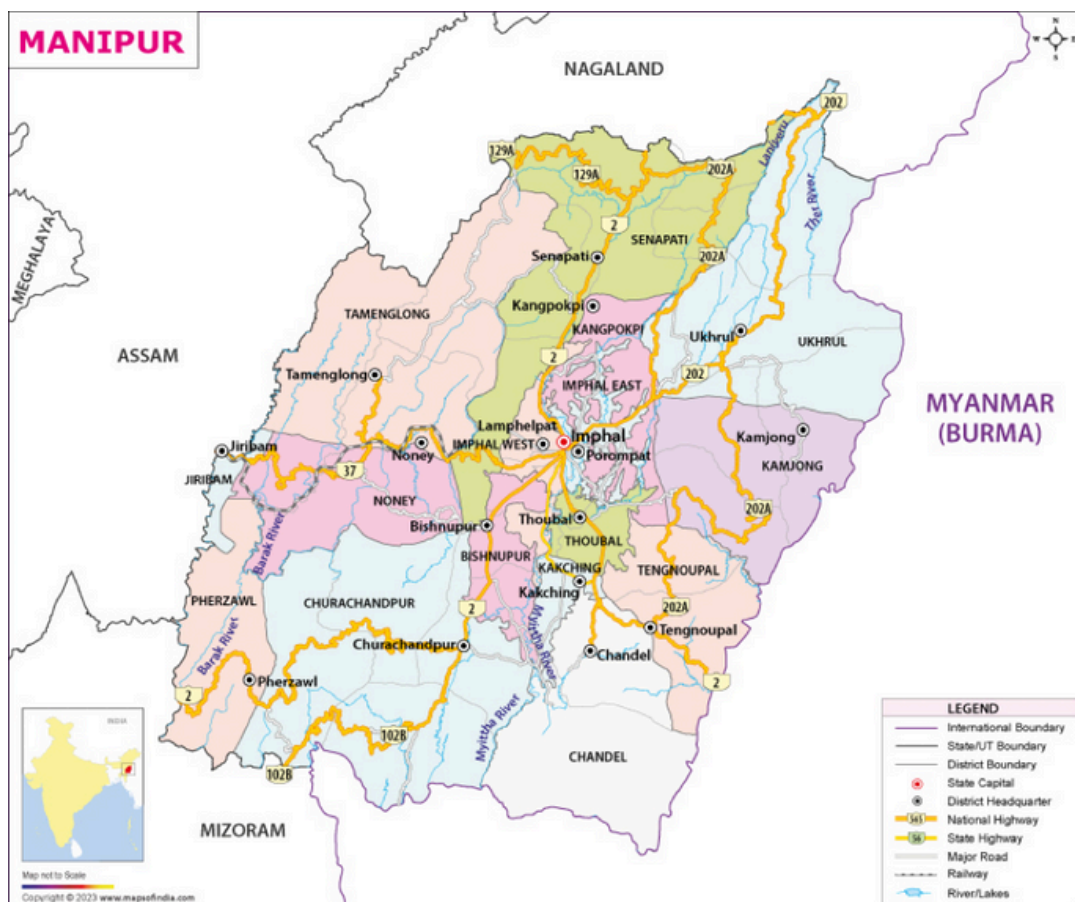 MANIPUR
N
W
E
S
NAGALAND
202
129A
129A
202A
Laniyeru
Ther River
2
SENAPATI
MEGHALAYA
202A
Senapati
Kangpokpi
TAMENGLONG
KANGPOKPI
Ukhrul
UKHRUL
ASSAM
2
Tamenglong
202
IMPHAL EAST
MYANMAR
(BURMA)
Lamphelpat
Imphal
Kamjong
Jiribam
Noney
IMPHAL WEST
Porompat
KAMJONG
37
JIRIBAM
NONEY
202A
Bishnupur
Thoubal
THOUBAL
Barak River
BISHNUPUR
KAKCHING
TENGNOUPAL
Kakching
PHERZAWL
CHURACHANDPUR
2
202A
Myittha River
Tengnoupal
Barak River
Churachandpur
Chandel
Pherzawl
2
2
Myittha River
102B
CHANDEL
102B
MIZORAM
INDIA
Map not to Scale
Copyright © 2023 www.mapsofindia.com
LEGEND
International Boundary
State/UT Boundary
District Boundary
State Capital
District Headquarter
565 National Highway
56 State Highway
Major Road
Railway
River/Lakes